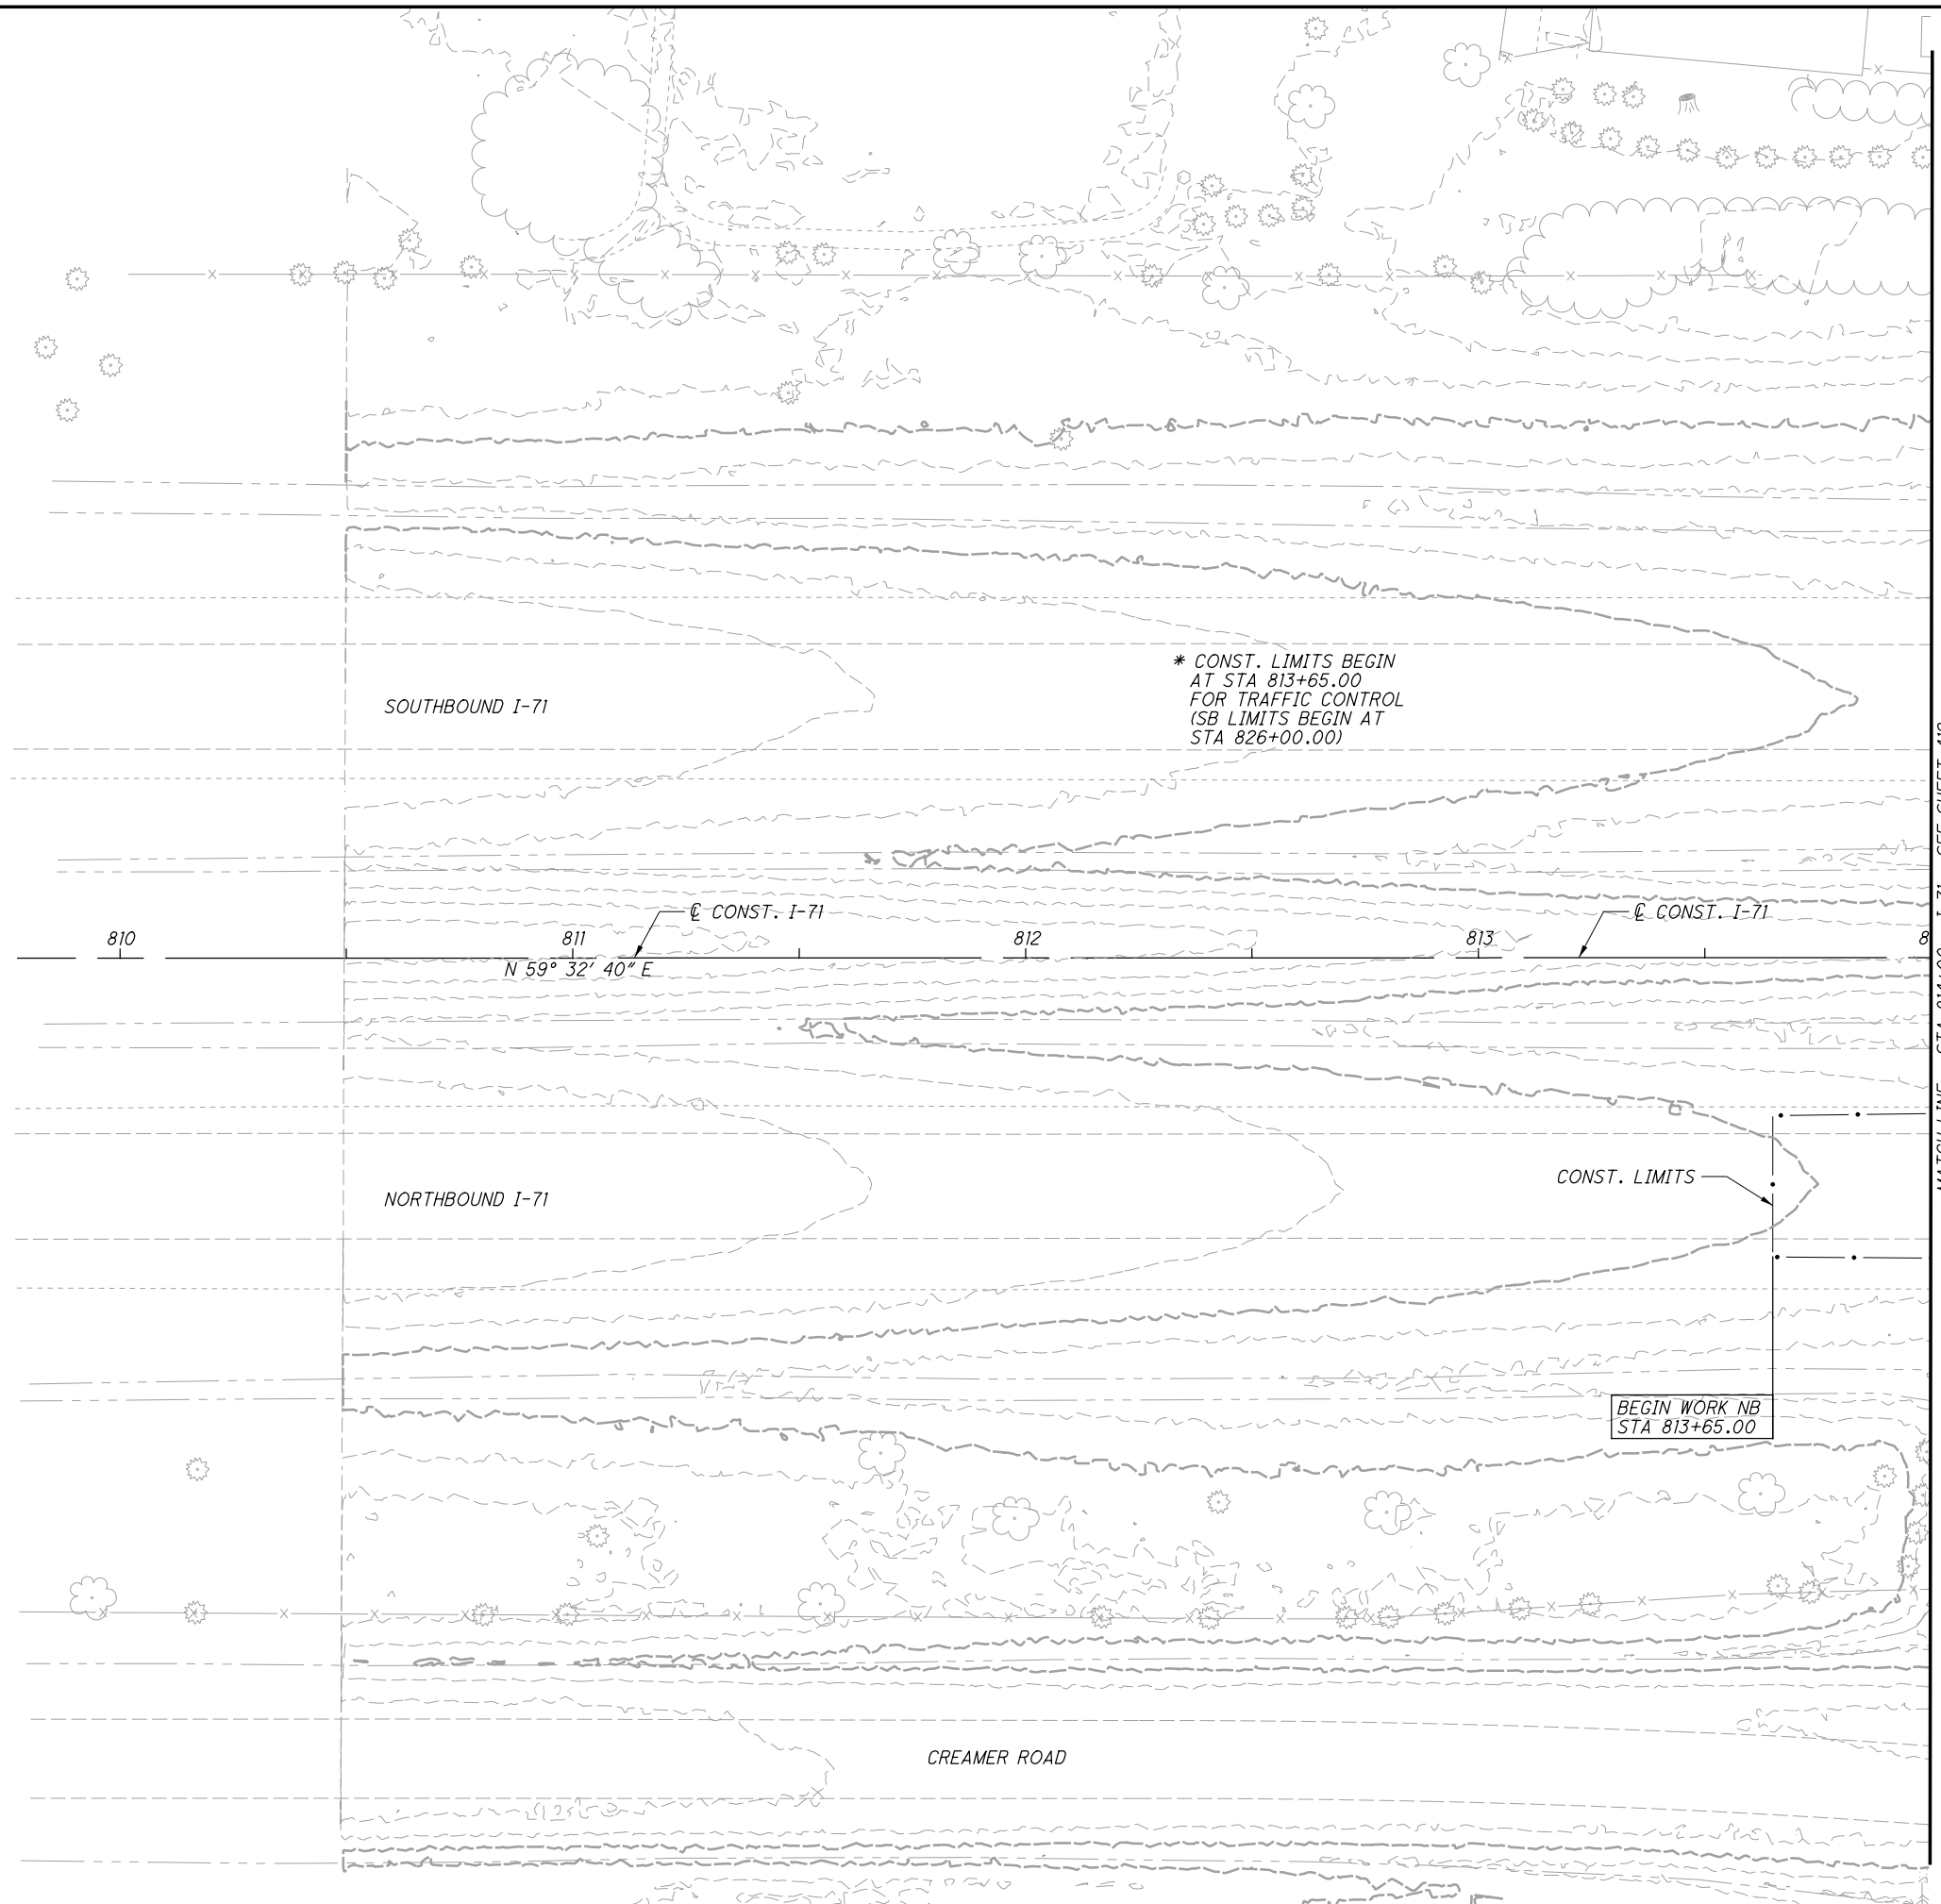 * CONST. LIMITS BEGIN
AT STA 813+65.00
FOR TRAFFIC CONTROL
(SB LIMITS BEGIN AT
STA 826+00.00)
SOUTHBOUND I-71
℄ CONST. I-71
℄ CONST. I-71
810
811
812
813
N 59° 32' 40" E
CONST. LIMITS
NORTHBOUND I-71
BEGIN WORK NB
STA 813+65.00
CREAMER ROAD